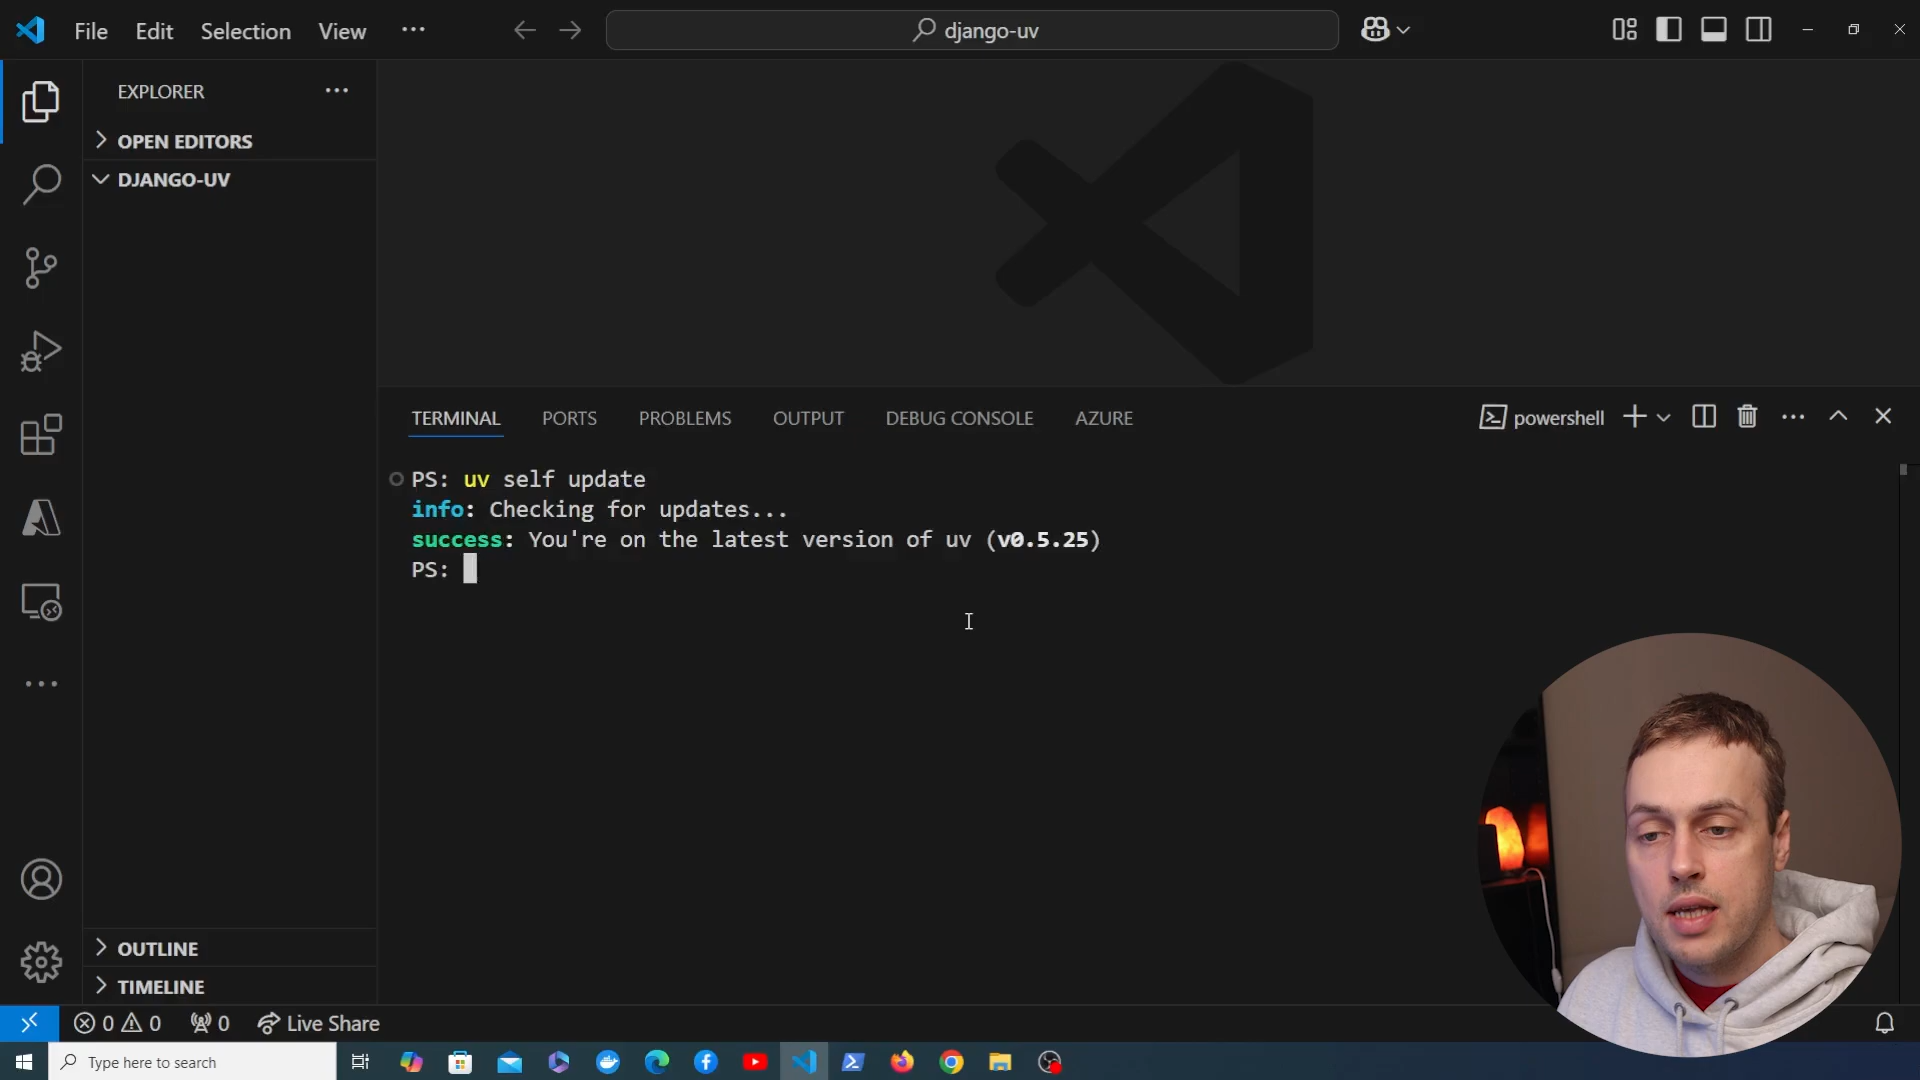 File Edit Selection View ···
django-uv
EXPLORER
OPEN EDITORS
DJANGO-UV
TERMINAL PORTS PROBLEMS OUTPUT DEBUG CONSOLE AZURE
powershell
PS: uv self update
info: Checking for updates...
success: You're on the latest version of uv (v0.5.25)
PS:
OUTLINE
TIMELINE
0 0 0 Live Share
Type here to search